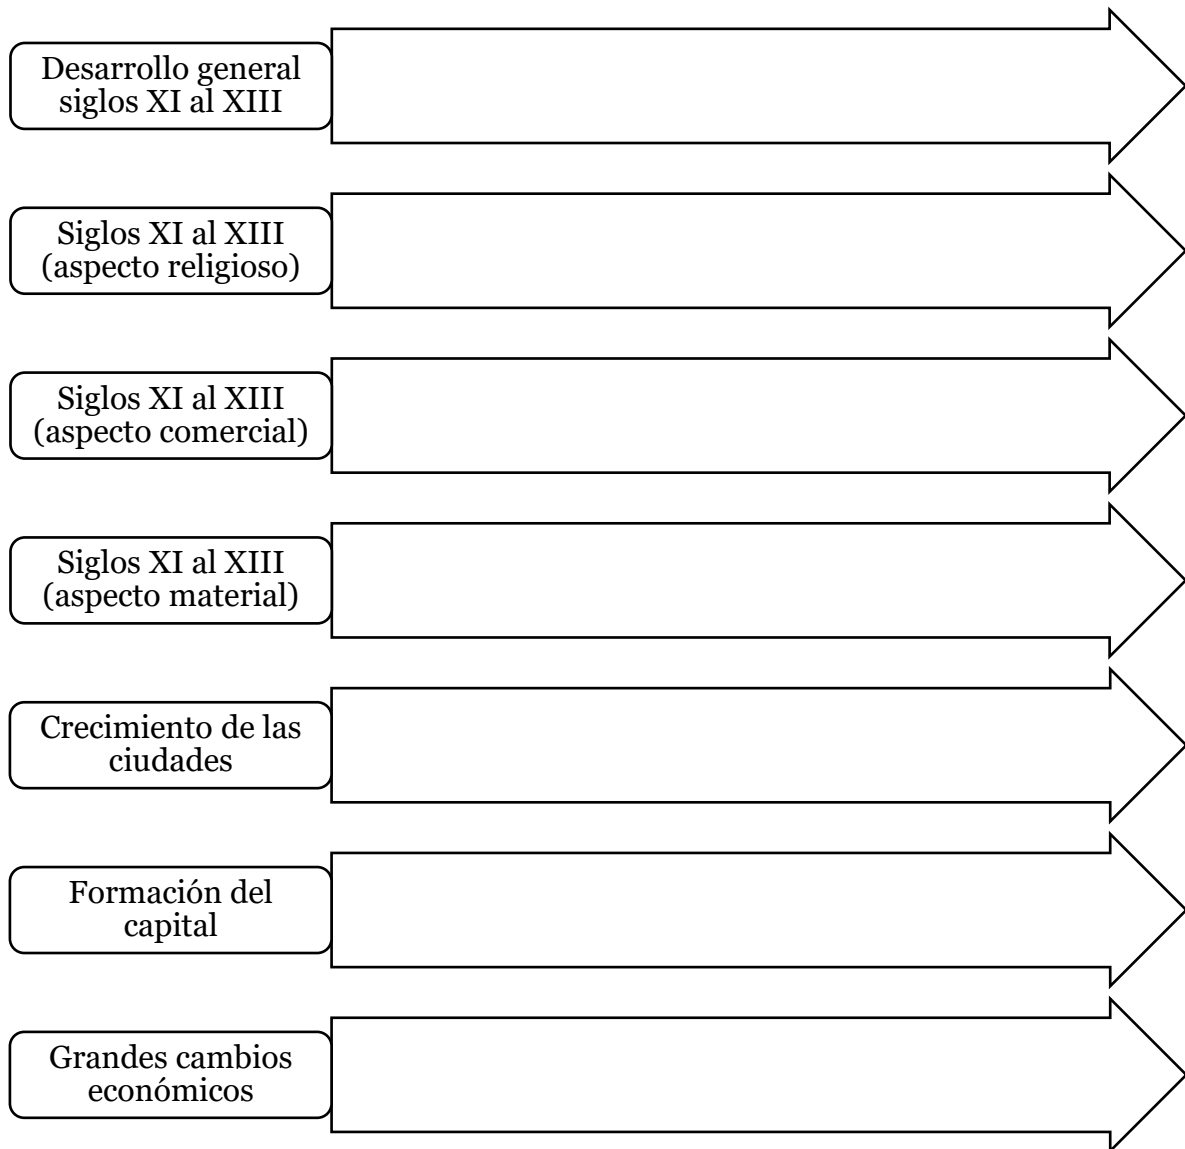 Desarrollo general
siglos XI al XIII
Siglos XI al XIII
(aspecto religioso)
Siglos XI al XIII
(aspecto comercial)
Siglos XI al XIII
(aspecto material)
Crecimiento de las
ciudades
Formación del
capital
Grandes cambios
económicos